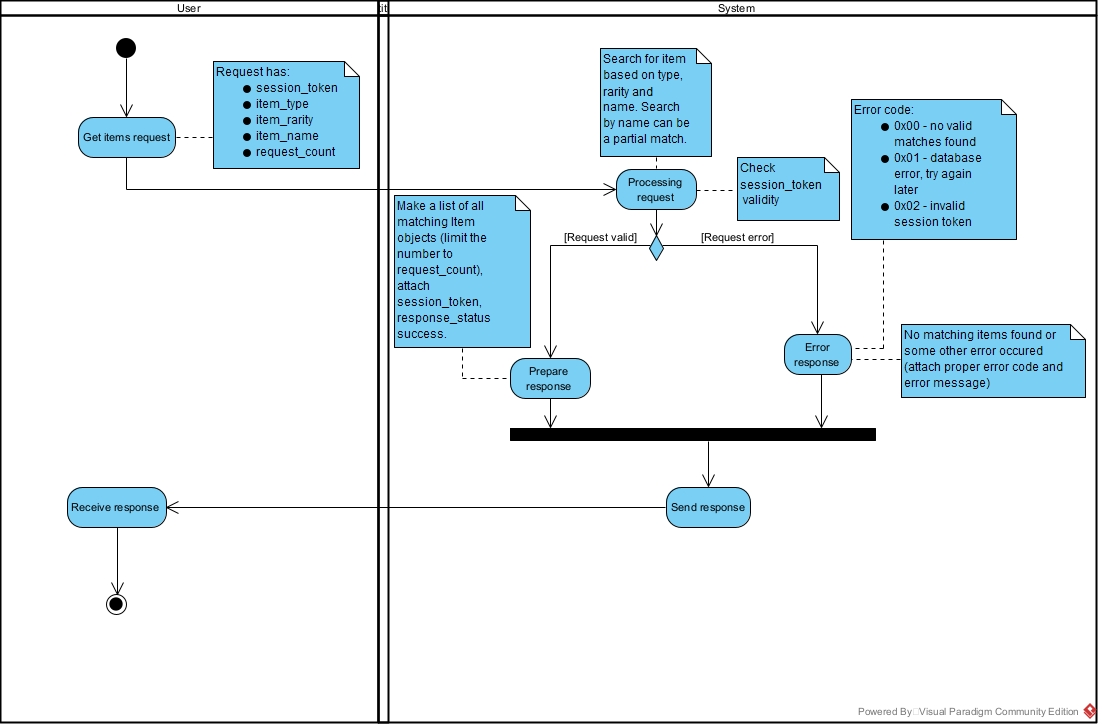 User
System
Request has:
session_token
item_type
item_rarity
item_name
request_count
Get items request
Search for item
based on type,
rarity and
name. Search
by name can be
a partial match.
Error code:
0x00 - no valid
matches found
0x01 - database
error, try again
later
0x02 - invalid
session token
Processing
request
Check
session_token
validity
Make a list of all
matching Item
objects (limit the
number to
request_count),
attach
session_token,
response_status
success.
[Request valid]
[Request error]
Error
response
No matching items found or
some other error occured
(attach proper error code and
error message)
Prepare
response
Receive response
Send response
Powered By Visual Paradigm Community Edition